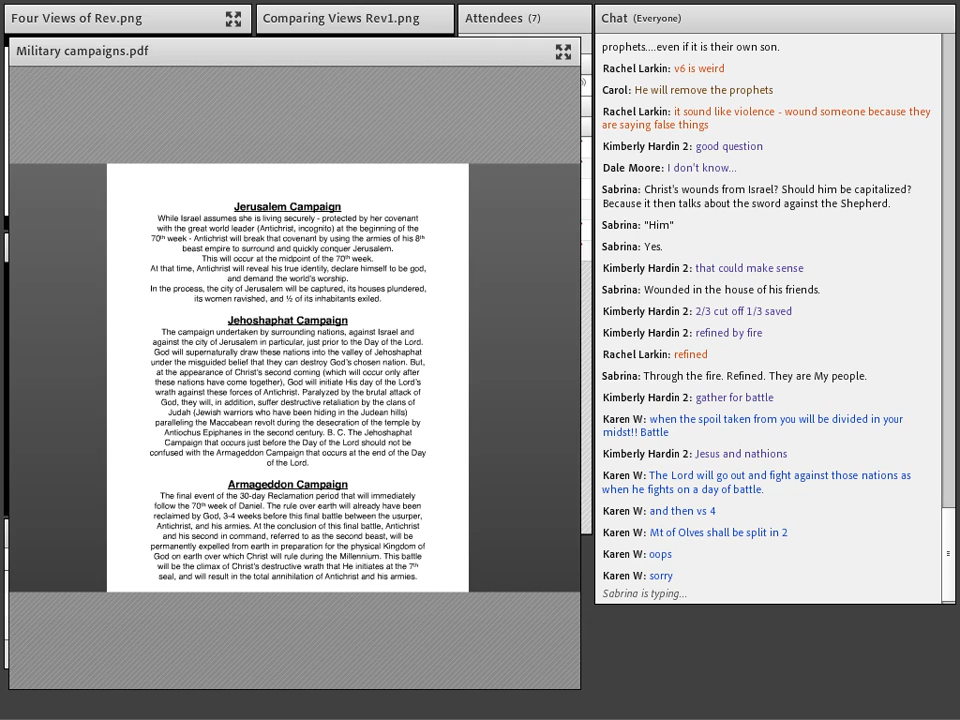 Four Views of Rev.png
Comparing Views Rev1.png
Attendees (7)
Chat (Everyone)
Military campaigns.pdf
Jerusalem Campaign
While Israel assumes she is living securely - protected by her covenant
with the great world leader (Antichrist, incognito) at the beginning of the
70th week - Antichrist will break that covenant by using the armies of his 8th
beast empire to surround and quickly conquer Jerusalem.
This will occur at the midpoint of the 70th week.
At that time, Antichrist will reveal his true identity, declare himself to be god,
and demand the world's worship.
In the process, the city of Jerusalem will be captured, its houses plundered,
its women ravished, and ½ of its inhabitants exiled.
Jehoshaphat Campaign
The campaign undertaken by surrounding nations, against Israel and
against the city of Jerusalem in particular, just prior to the Day of the Lord.
God will supernaturally draw these nations into the valley of Jehoshaphat
under the misguided belief that they can destroy God's chosen nation. But,
at the appearance of Christ's second coming (which will occur only after
these nations have come together), God will initiate His day of the Lord's
wrath against these forces of Antichrist. Paralyzed by the brutal attack of
God, they will, in addition, suffer destructive retaliation by the clans of
Judah (Jewish warriors who have been hiding in the Judean hills)
paralleling the Maccabean revolt during the desecration of the temple by
Antiochus Epiphanes in the second century. B. C. The Jehoshaphat
Campaign that occurs just before the Day of the Lord should not be
confused with the Armageddon Campaign that occurs at the end of the Day
of the Lord.
Armageddon Campaign
The final event of the 30-day Reclamation period that will immediately
follow the 70th week of Daniel. The rule over earth will already have been
reclaimed by God, 3-4 weeks before this final battle between the usurper,
Antichrist, and his armies. At the conclusion of this final battle, Antichrist
and his second in command, referred to as the second beast, will be
permanently expelled from earth in preparation for the physical Kingdom of
God on earth over which Christ will rule during the Millennium. This battle
will be the climax of Christ's destructive wrath that He initiates at the 7th
seal, and will result in the total annihilation of Antichrist and his armies.
prophets....even if it is their own son.
Rachel Larkin: v6 is weird
Carol: He will remove the prophets
Rachel Larkin: it sound like violence - wound someone because they
are saying false things
Kimberly Hardin 2: good question
Dale Moore: I don't know...
Sabrina: Christ's wounds from Israel? Should him be capitalized?
Because it then talks about the sword against the Shepherd.
Sabrina: "Him"
Sabrina: Yes.
Kimberly Hardin 2: that could make sense
Sabrina: Wounded in the house of his friends.
Kimberly Hardin 2: 2/3 cut off 1/3 saved
Kimberly Hardin 2: refined by fire
Rachel Larkin: refined
Sabrina: Through the fire. Refined. They are My people.
Kimberly Hardin 2: gather for battle
Karen W: when the spoil taken from you will be divided in your
midst!! Battle
Kimberly Hardin 2: Jesus and nathions
Karen W: The Lord will go out and fight against those nations as
when he fights on a day of battle.
Karen W: and then vs 4
Karen W: Mt of Olves shall be split in 2
Karen W: oops
Karen W: sorry
Sabrina is typing...